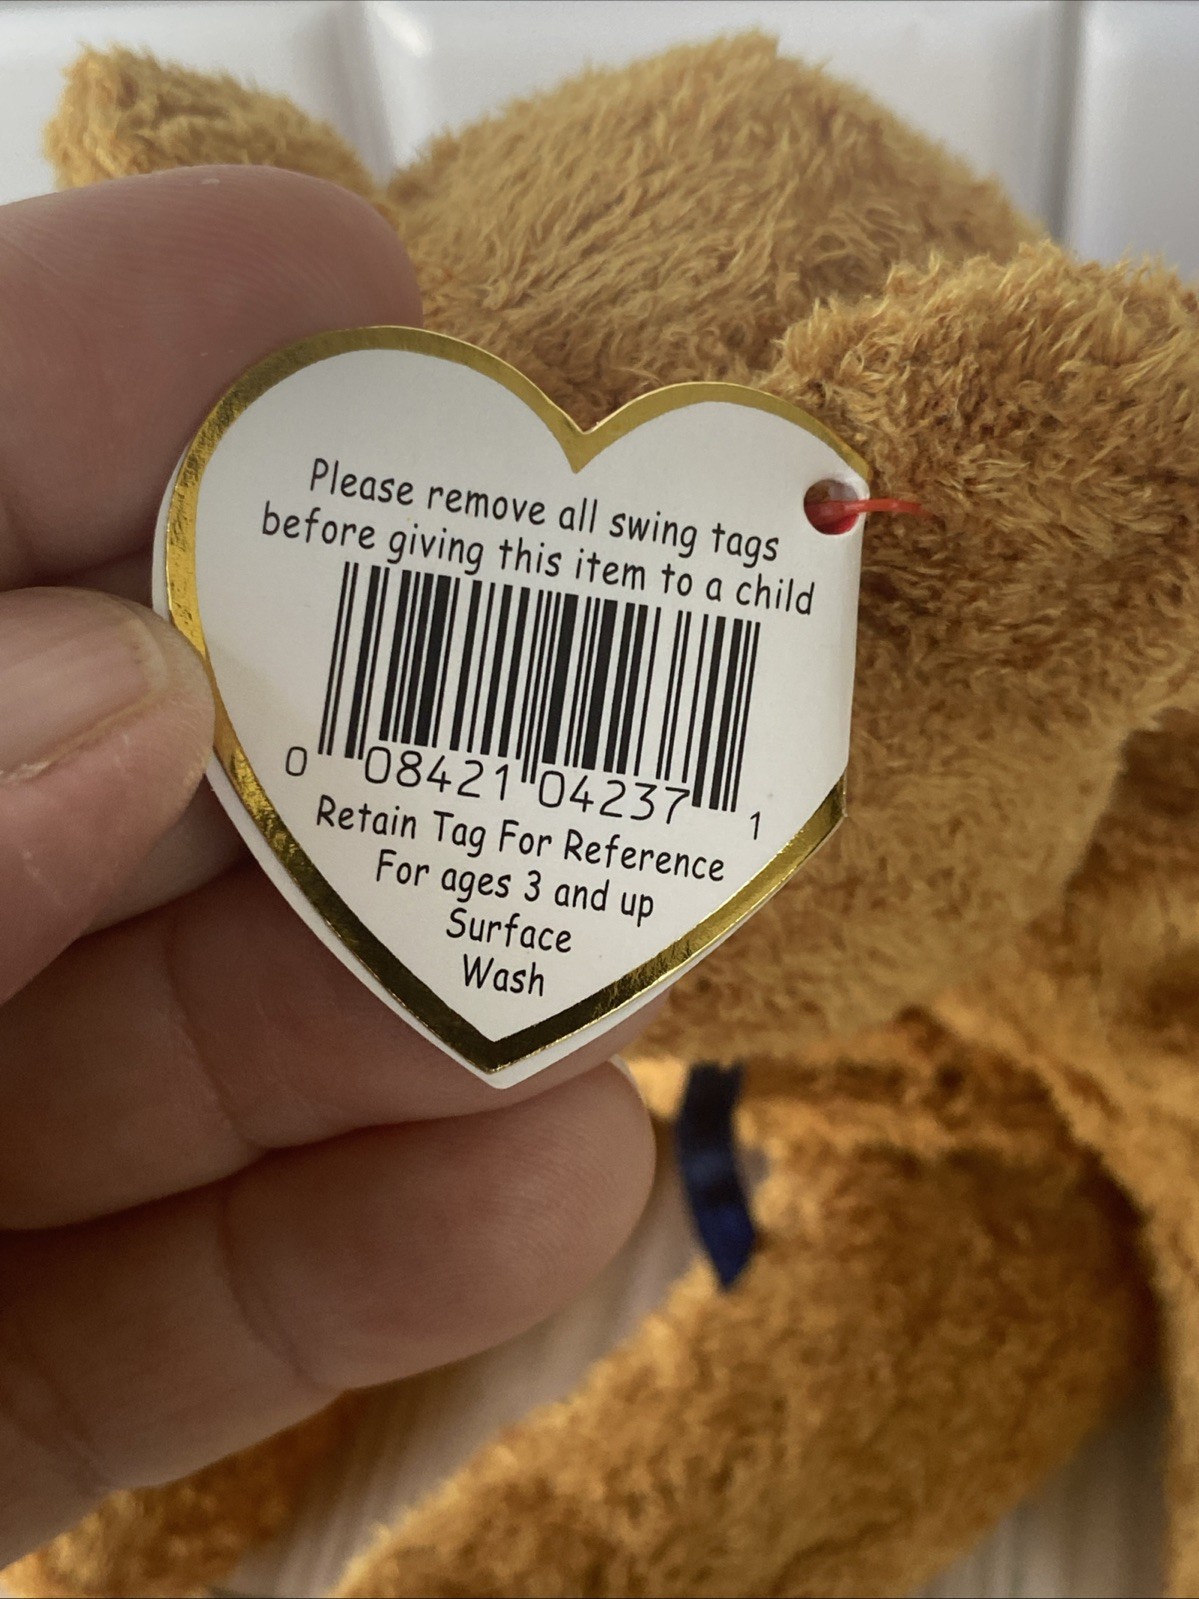 Please remove all swing tags
before giving this item to a child
0 08421 04237 1
Retain Tag For Reference
For ages 3 and up
Surface
Wash